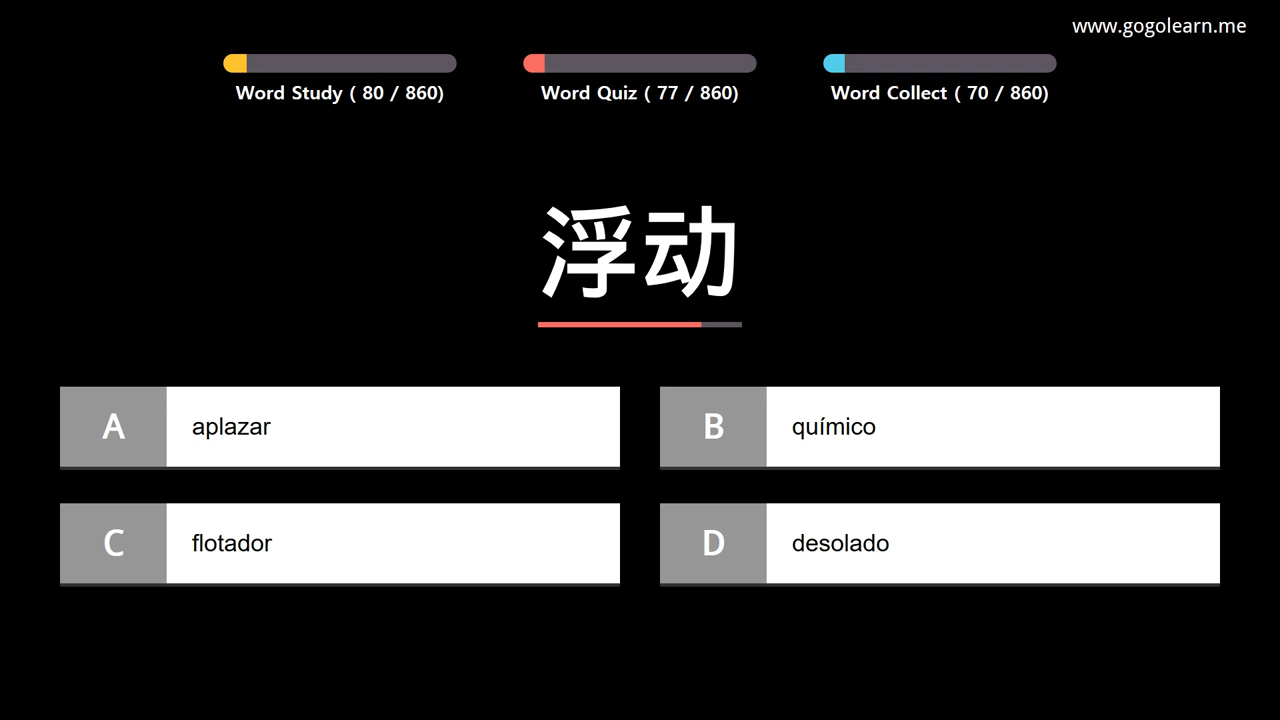 www.gogolearn.me
Word Study ( 80 / 860)
Word Quiz ( 77 / 860)
Word Collect ( 70 / 860)
浮动
A aplazar
B químico
C flotador
D desolado